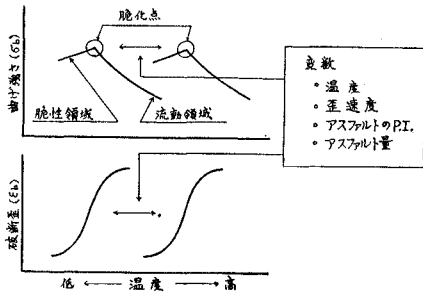 脆化点
曲げ強さ(σb)
脆性領域
流動領域
変数
• 温度
• 歪速度
• アスファルトのP.I.
• アスファルト量
破断歪(εb)
低 ← 温度 → 高